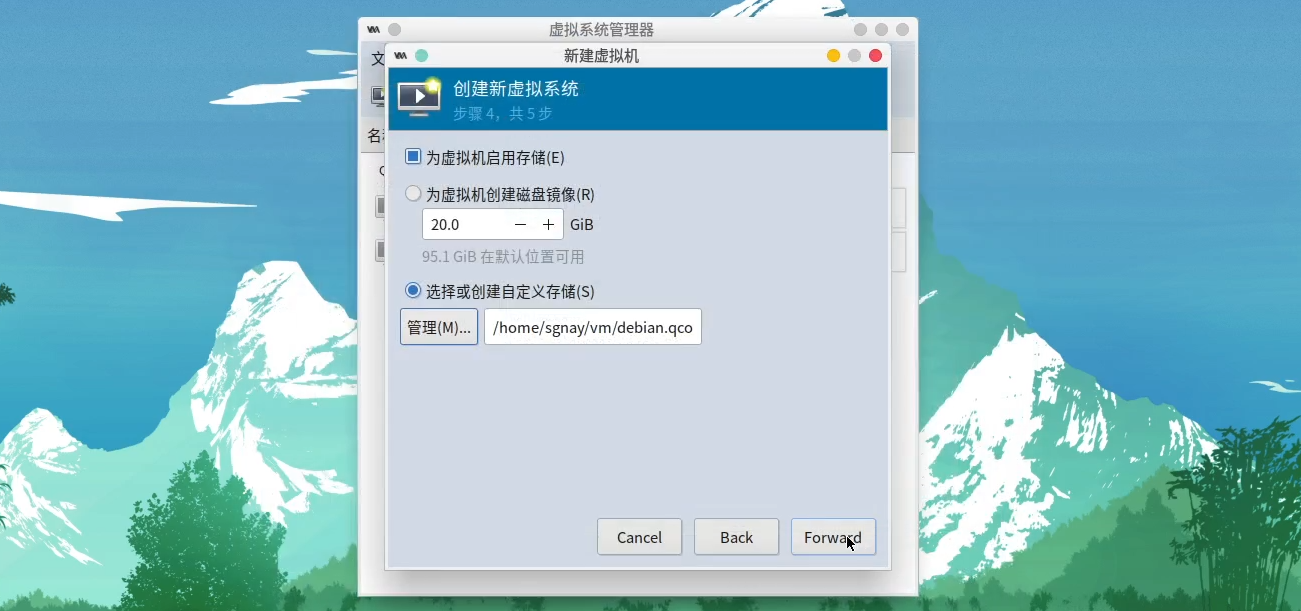 虚拟系统管理器
文
新建虚拟机
创建新虚拟系统
步骤 4，共 5 步
为虚拟机启用存储(E)
为虚拟机创建磁盘镜像(R)
20.0 GiB
95.1 GiB 在默认位置可用
选择或创建自定义存储(S)
管理(M)... /home/sgnay/vm/debian.qco
Cancel Back Forward